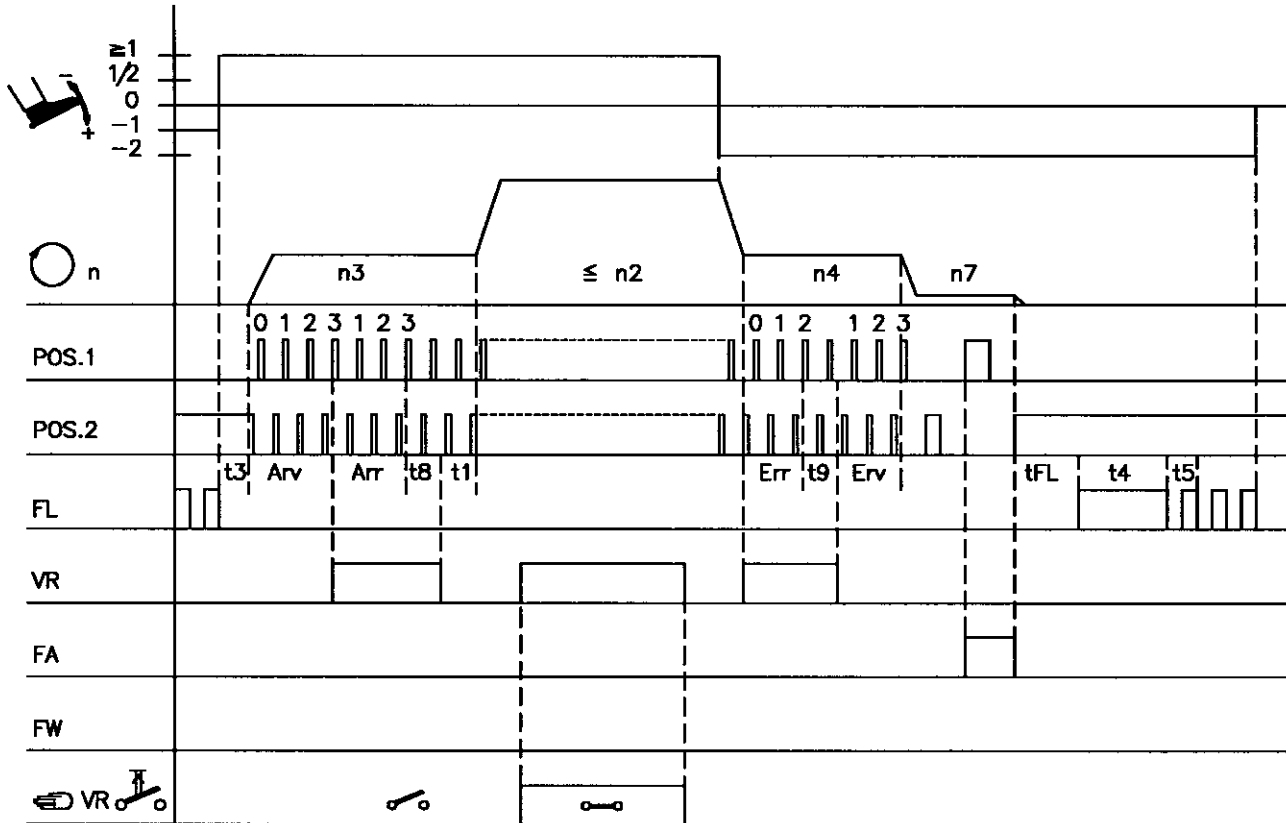 ≧1
1/2
0
-1
-2
-
+
n
n3
≦ n2
n4
n7
0 1 2 3 1 2 3
0 1 2 1 2 3
POS.1
POS.2
t3 Arv Arr t8 t1 Err t9 Erv tFL t4 t5
FL
VR
FA
FW
VR